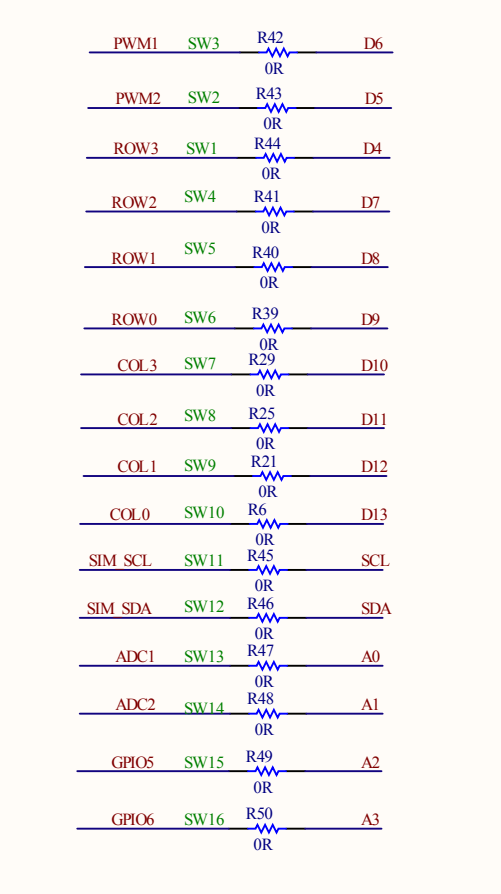 PWM1 SW3 R42 D6
0R
PWM2 SW2 R43 D5
0R
ROW3 SW1 R44 D4
0R
ROW2 SW4 R41 D7
0R
ROW1 SW5 R40 D8
0R
ROW0 SW6 R39 D9
0R
COL3 SW7 R29 D10
0R
COL2 SW8 R25 D11
0R
COL1 SW9 R21 D12
0R
COL0 SW10 R6 D13
0R
SIM_SCL SW11 R45 SCL
0R
SIM_SDA SW12 R46 SDA
0R
ADC1 SW13 R47 A0
0R
ADC2 SW14 R48 A1
0R
GPIO5 SW15 R49 A2
0R
GPIO6 SW16 R50 A3
0R